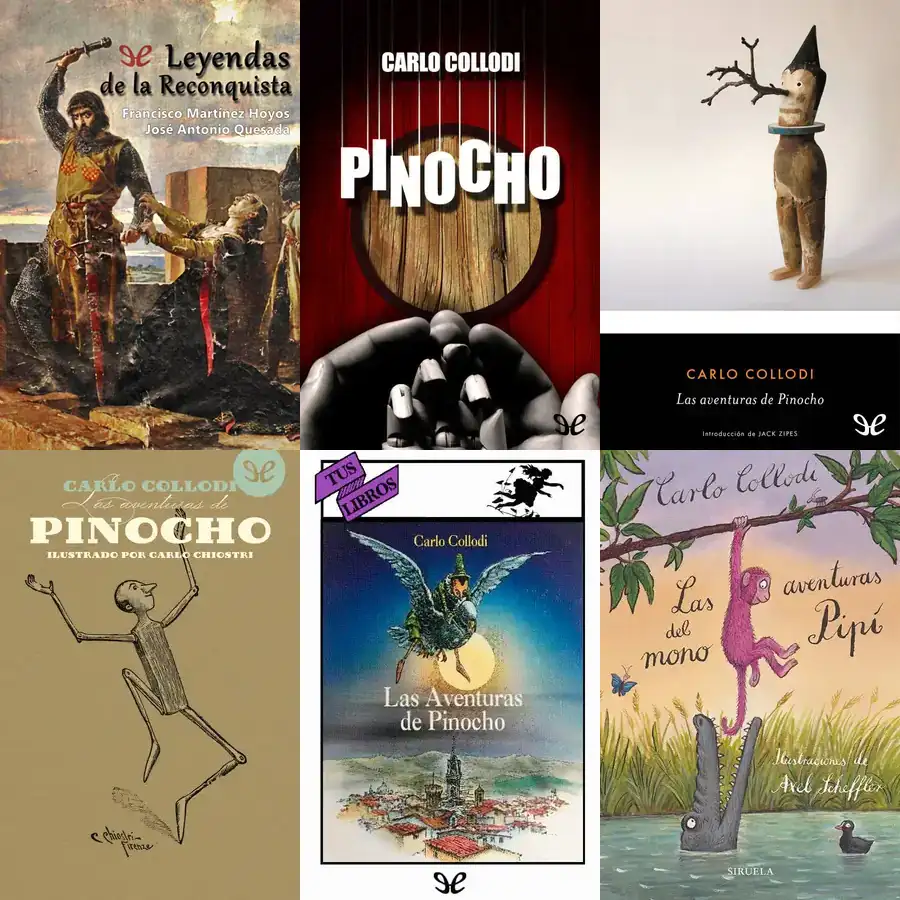 Leyendas
de la Reconquista
Francisco Martínez Hoyos
José Antonio Quesada
CARLO COLLODI
PINOCHO
CARLO COLLODI
Las aventuras de Pinocho
Introducción de JACK ZIPES
CARLO COLLODI
Las aventuras de
PINOCHO
ILUSTRADO POR CARLO CHIOSTRI
C. Chiostri-
Firenze
TUS
LIBROS
Carlo Collodi
Las Aventuras
de Pinocho
Carlo Collodi
Las aventuras
del mono Pipí
Ilustraciones de
Axel Scheffler
SIRUELA